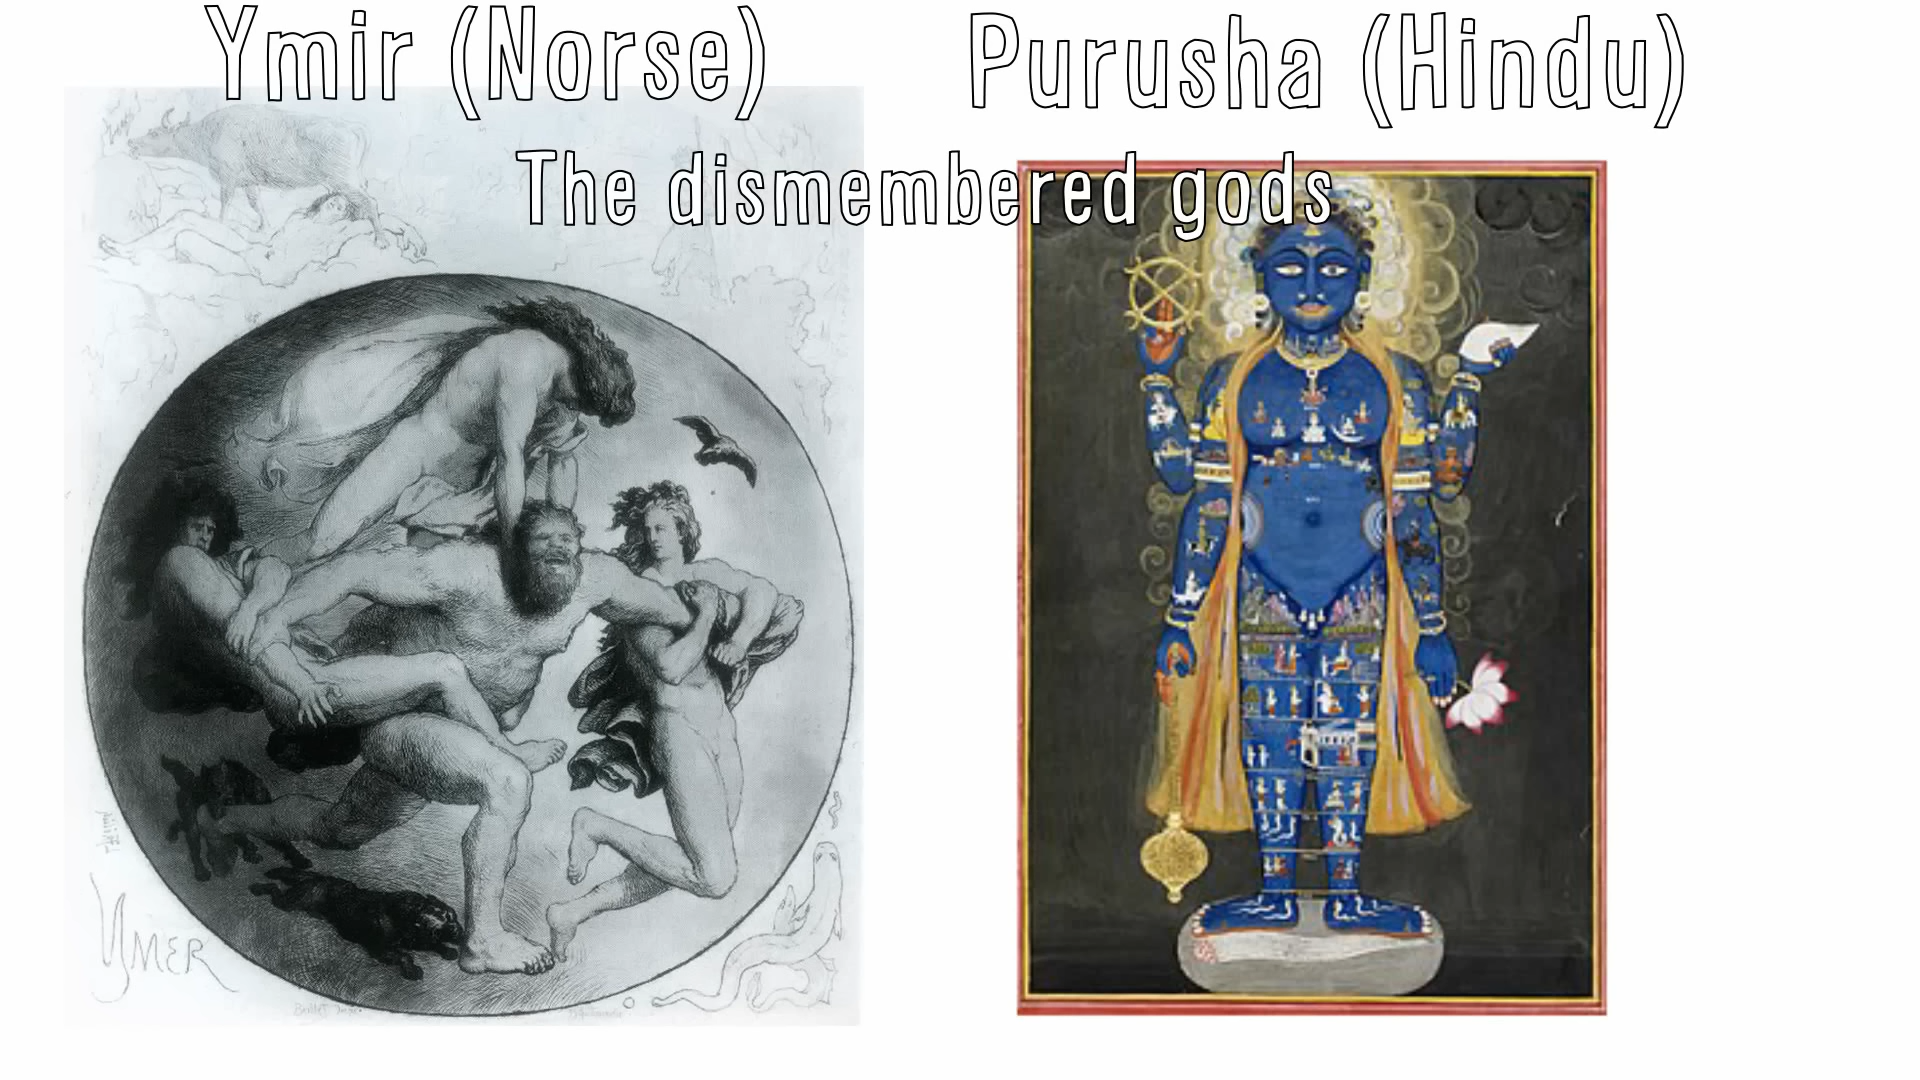 Ymir (Norse)
Purusha (Hindu)
The dismembered gods
YMER